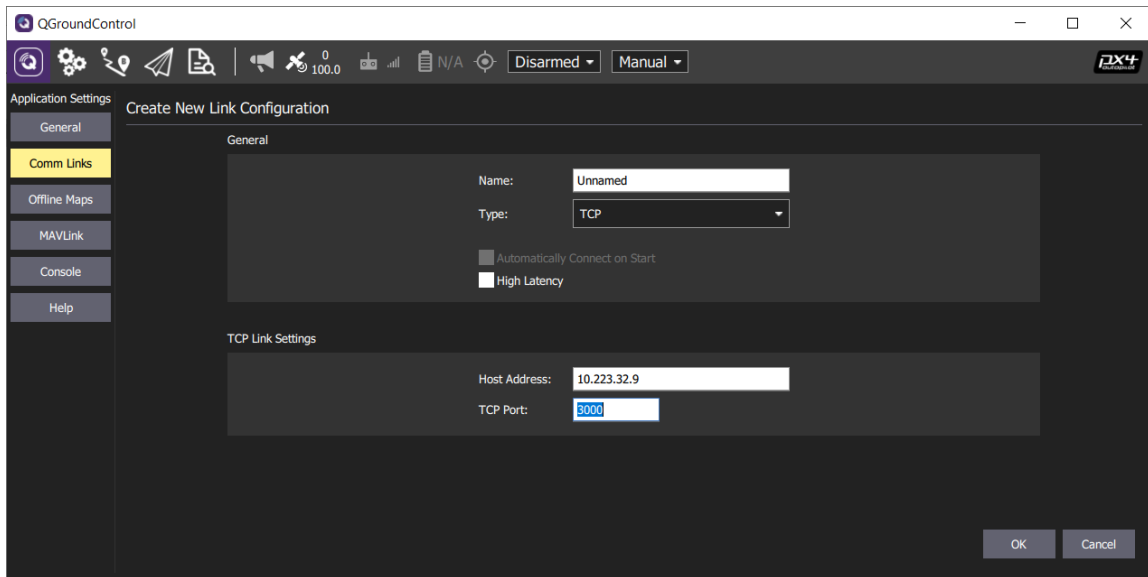 QGroundControl
0
100.0
N/A
Disarmed
Manual
px4
autopilot
Application Settings
General
Comm Links
Offline Maps
MAVLink
Console
Help
Create New Link Configuration
General
Name: Unnamed
Type: TCP
Automatically Connect on Start
High Latency
TCP Link Settings
Host Address: 10.223.32.9
TCP Port: 3000
OK Cancel